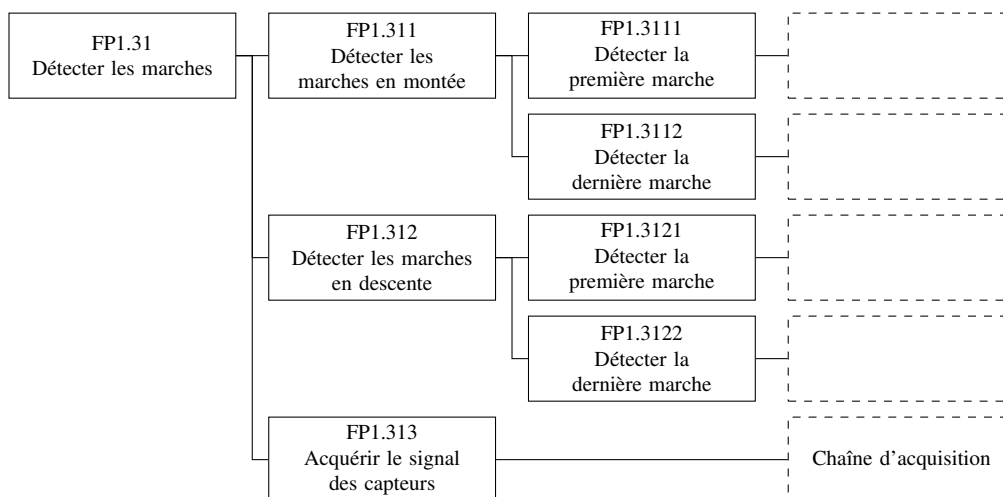 FP1.31
Détecter les marches
FP1.311
Détecter les
marches en montée
FP1.3111
Détecter la
première marche
FP1.3112
Détecter la
dernière marche
FP1.312
Détecter les marches
en descente
FP1.3121
Détecter la
première marche
FP1.3122
Détecter la
dernière marche
FP1.313
Acquérir le signal
des capteurs
Chaîne d'acquisition